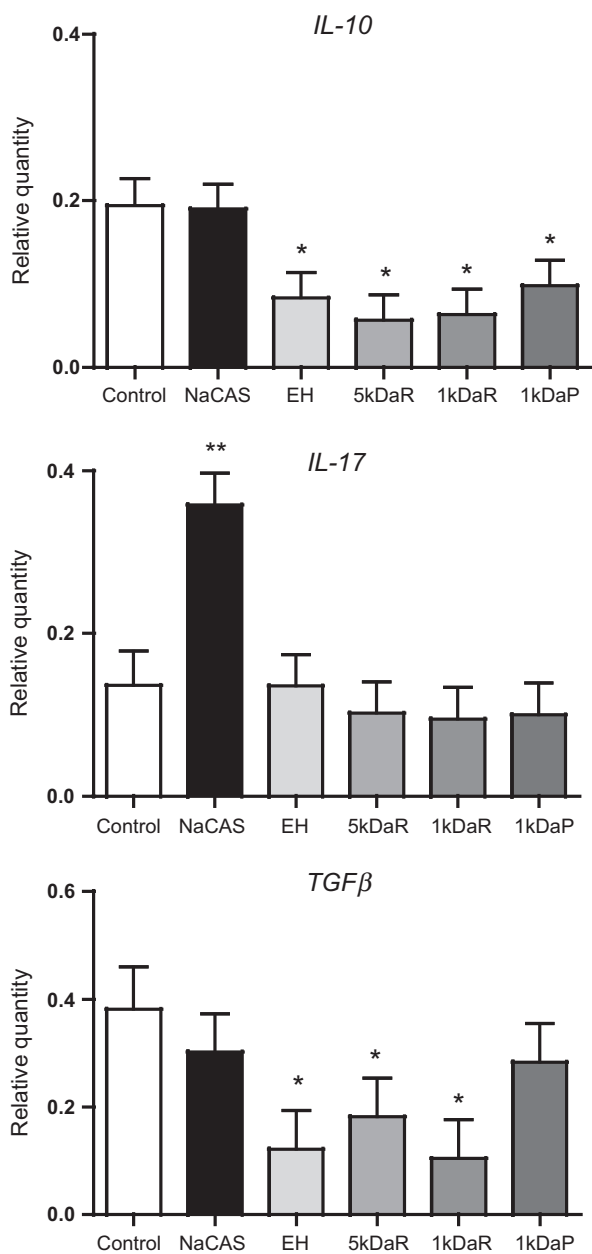 IL-10
0.4
Relative quantity
0.2
* * * *
0.0
Control NaCAS EH 5kDaR 1kDaR 1kDaP
IL-17
**
0.4
Relative quantity
0.2
0.0
Control NaCAS EH 5kDaR 1kDaR 1kDaP
TGFβ
0.6
Relative quantity
0.4
* * *
0.2
0.0
Control NaCAS EH 5kDaR 1kDaR 1kDaP